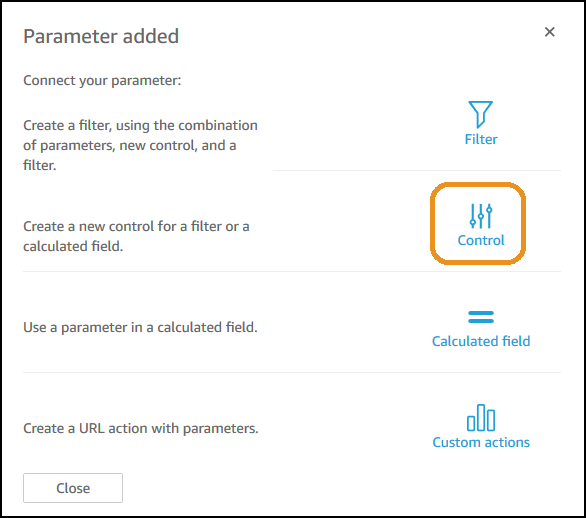 Parameter added
Connect your parameter:
Create a filter, using the combination
of parameters, new control, and a
filter.
Filter
Create a new control for a filter or a
calculated field.
Control
Use a parameter in a calculated field.
Calculated field
Create a URL action with parameters.
Custom actions
Close